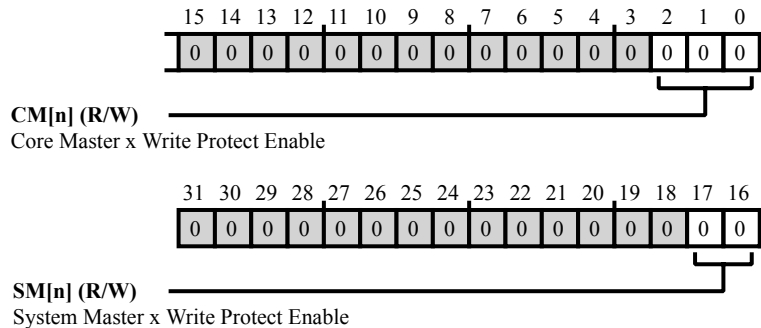 15 14 13 12 11 10 9 8 7 6 5 4 3 2 1 0
0 0 0 0 0 0 0 0 0 0 0 0 0 0 0 0
CM[n] (R/W)
Core Master x Write Protect Enable
31 30 29 28 27 26 25 24 23 22 21 20 19 18 17 16
0 0 0 0 0 0 0 0 0 0 0 0 0 0 0 0
SM[n] (R/W)
System Master x Write Protect Enable